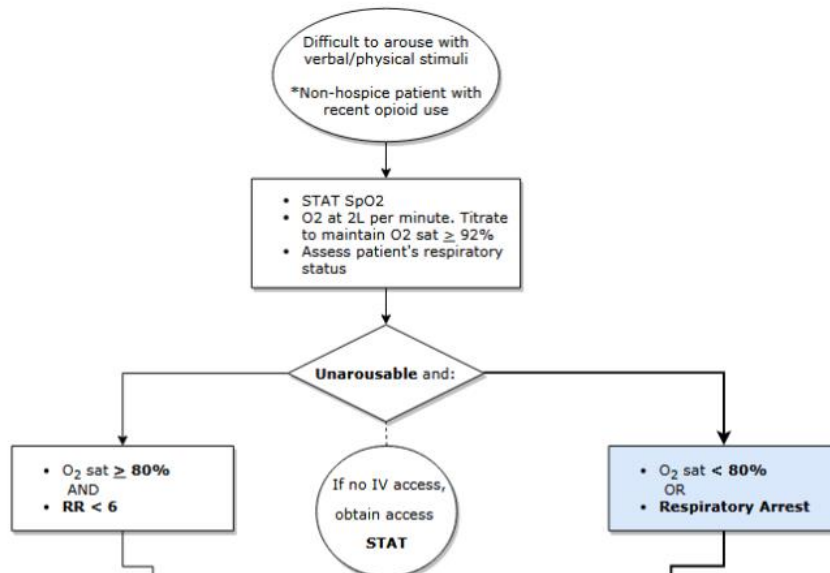 Difficult to arouse with
verbal/physical stimuli
*Non-hospice patient with
recent opioid use
• STAT SpO2
• O2 at 2L per minute. Titrate
to maintain O2 sat ≥ 92%
• Assess patient's respiratory
status
Unarousable and:
• O₂ sat ≥ 80%
AND
• RR < 6
If no IV access,
obtain access
STAT
• O₂ sat < 80%
OR
• Respiratory Arrest